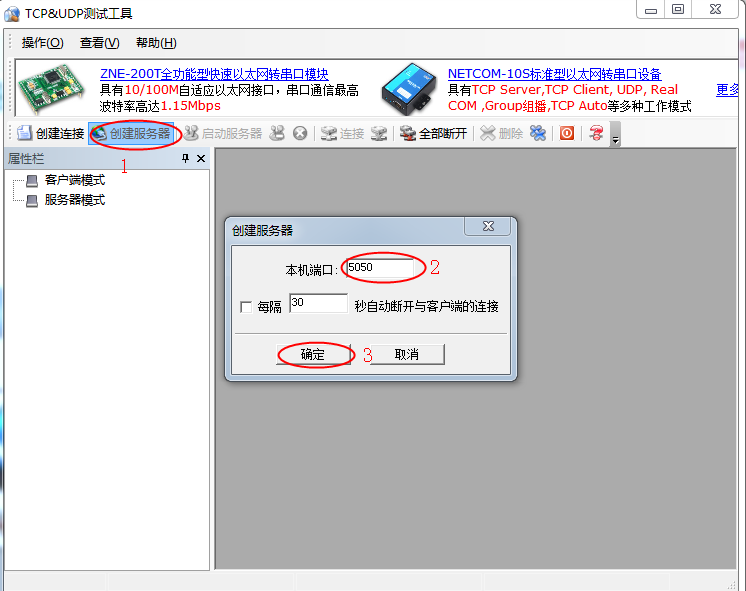 TCP&UDP测试工具
操作(O) 查看(V) 帮助(H)
ZNE-200T全功能型快速以太网转串口模块
具有10/100M自适应以太网接口，串口通信最高
波特率高达1.15Mbps
NETCOM-10S标准型以太网转串口设备
具有TCP Server,TCP Client, UDP, Real
COM ,Group组播,TCP Auto等多种工作模式
更多
创建连接 创建服务器 启动服务器 连接 全部断开 删除
1
属性栏
客户端模式
服务器模式
创建服务器
本机端口: 5050 2
每隔 30 秒自动断开与客户端的连接
确定 3 取消